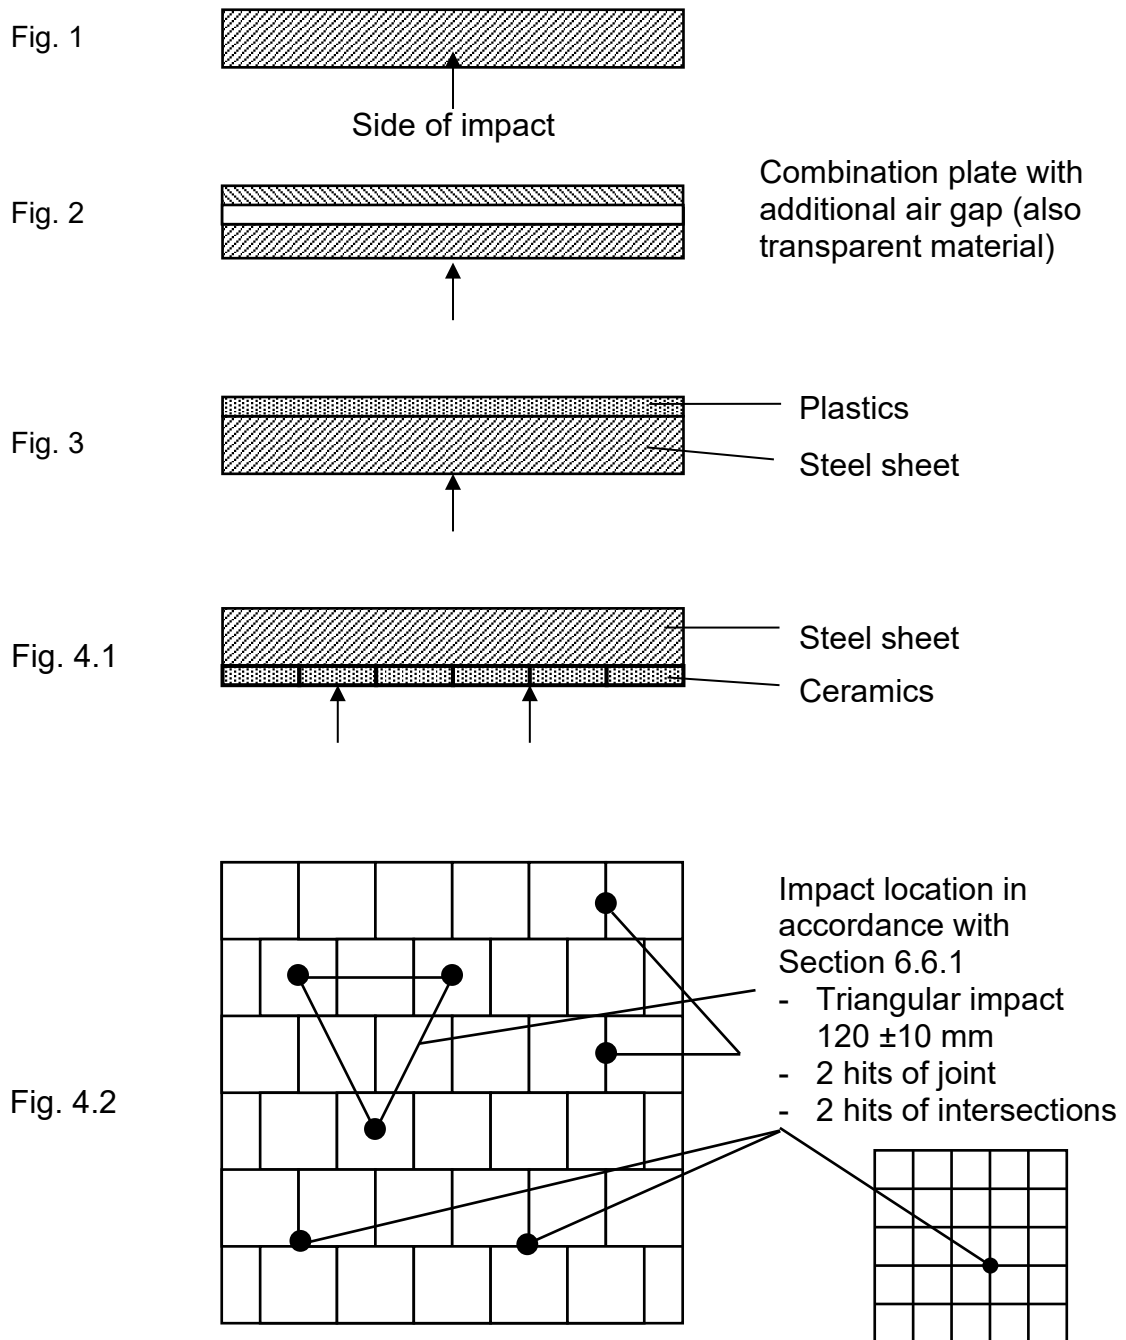 Fig. 1
Side of impact
Fig. 2
Combination plate with
additional air gap (also
transparent material)
Fig. 3
Plastics
Steel sheet
Fig. 4.1
Steel sheet
Ceramics
Fig. 4.2
Impact location in
accordance with
Section 6.6.1
- Triangular impact
120 ±10 mm
- 2 hits of joint
- 2 hits of intersections